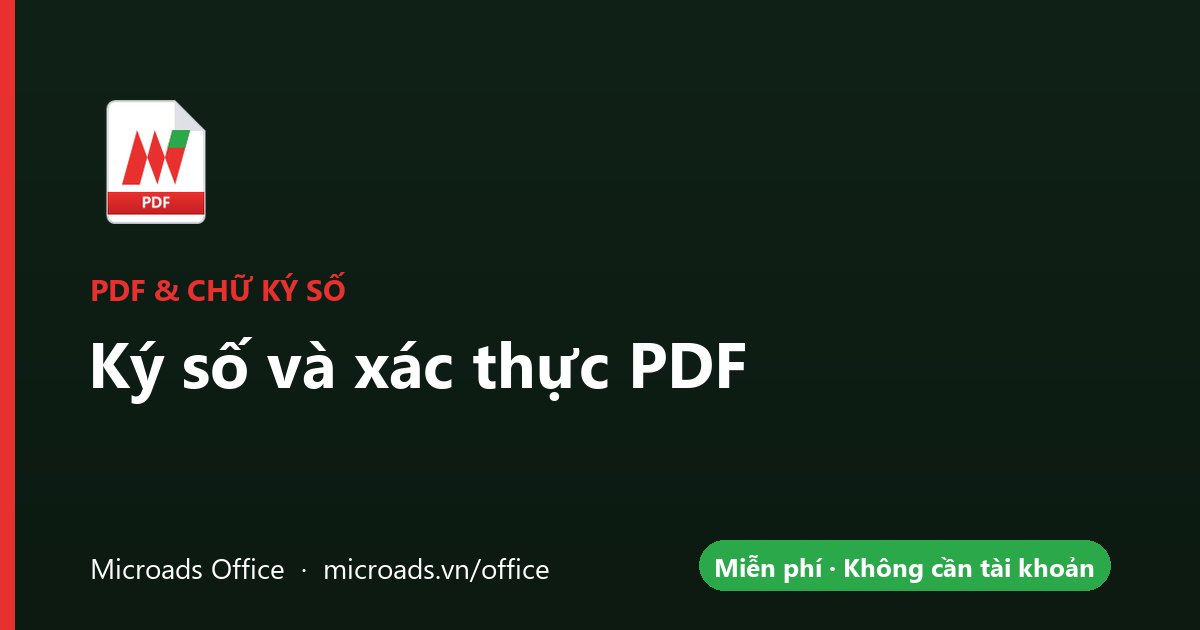 PDF
PDF & CHỮ KÝ SỐ
Ký số và xác thực PDF
Microads Office · microads.vn/office
Miễn phí · Không cần tài khoản